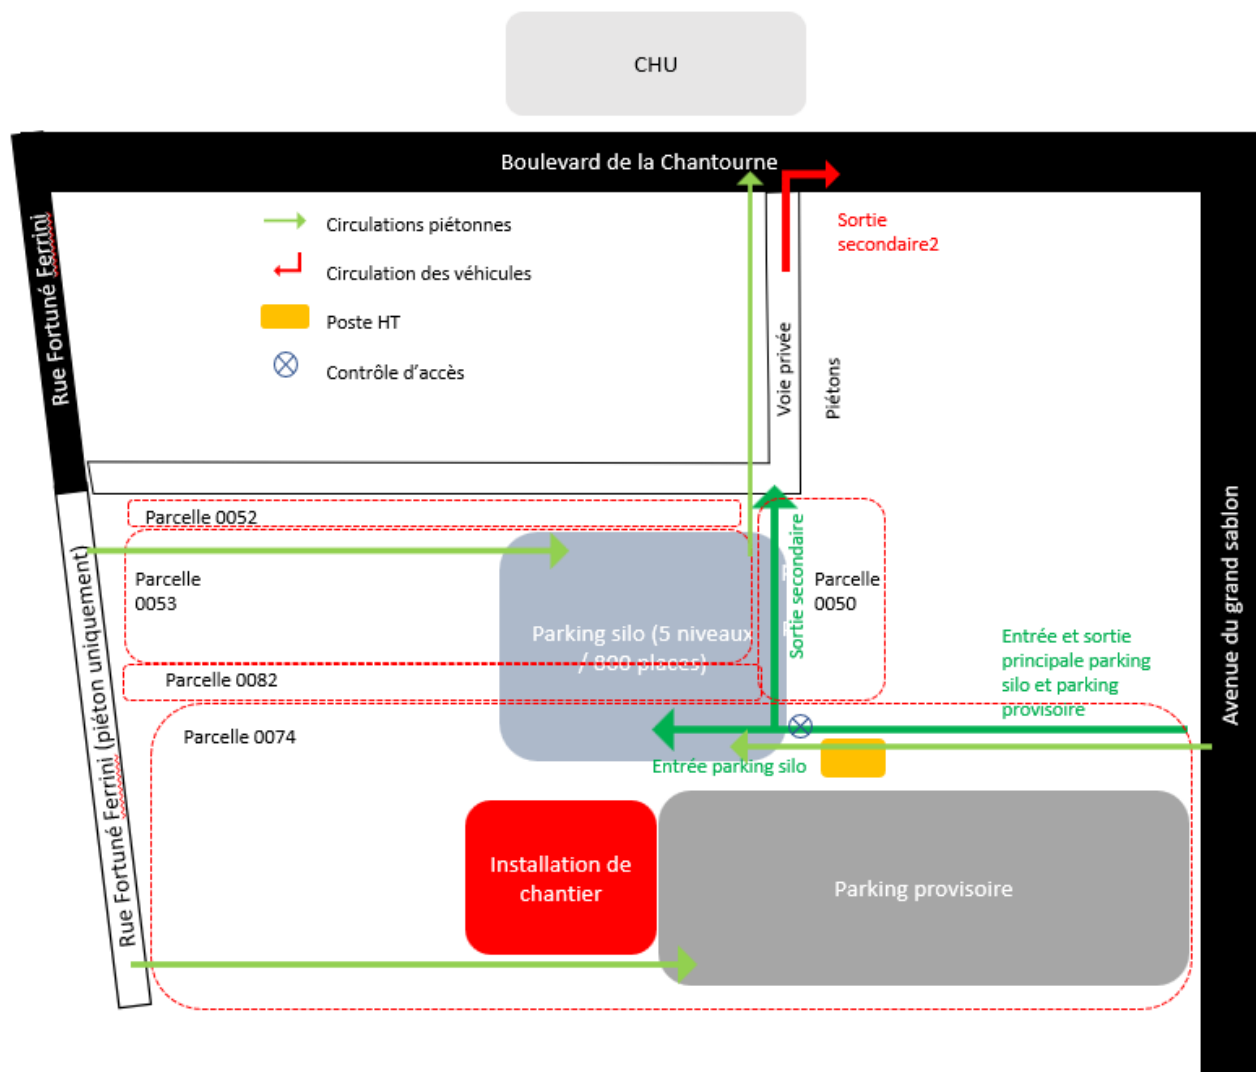 CHU
Boulevard de la Chantourne
Rue Fortuné Ferrini
Circulations piétonnes
Circulation des véhicules
Poste HT
Contrôle d’accès
Sortie
secondaire2
Voie privée
Piétons
Avenue du grand sablon
Rue Fortuné Ferrini (piéton uniquement)
Parcelle 0052
Parcelle
0053
Parking silo (5 niveaux
/ 800 places)
Sortie secondaire
Parcelle
0050
Parcelle 0082
Entrée et sortie
principale parking
silo et parking
provisoire
Parcelle 0074
Entrée parking silo
Installation de
chantier
Parking provisoire